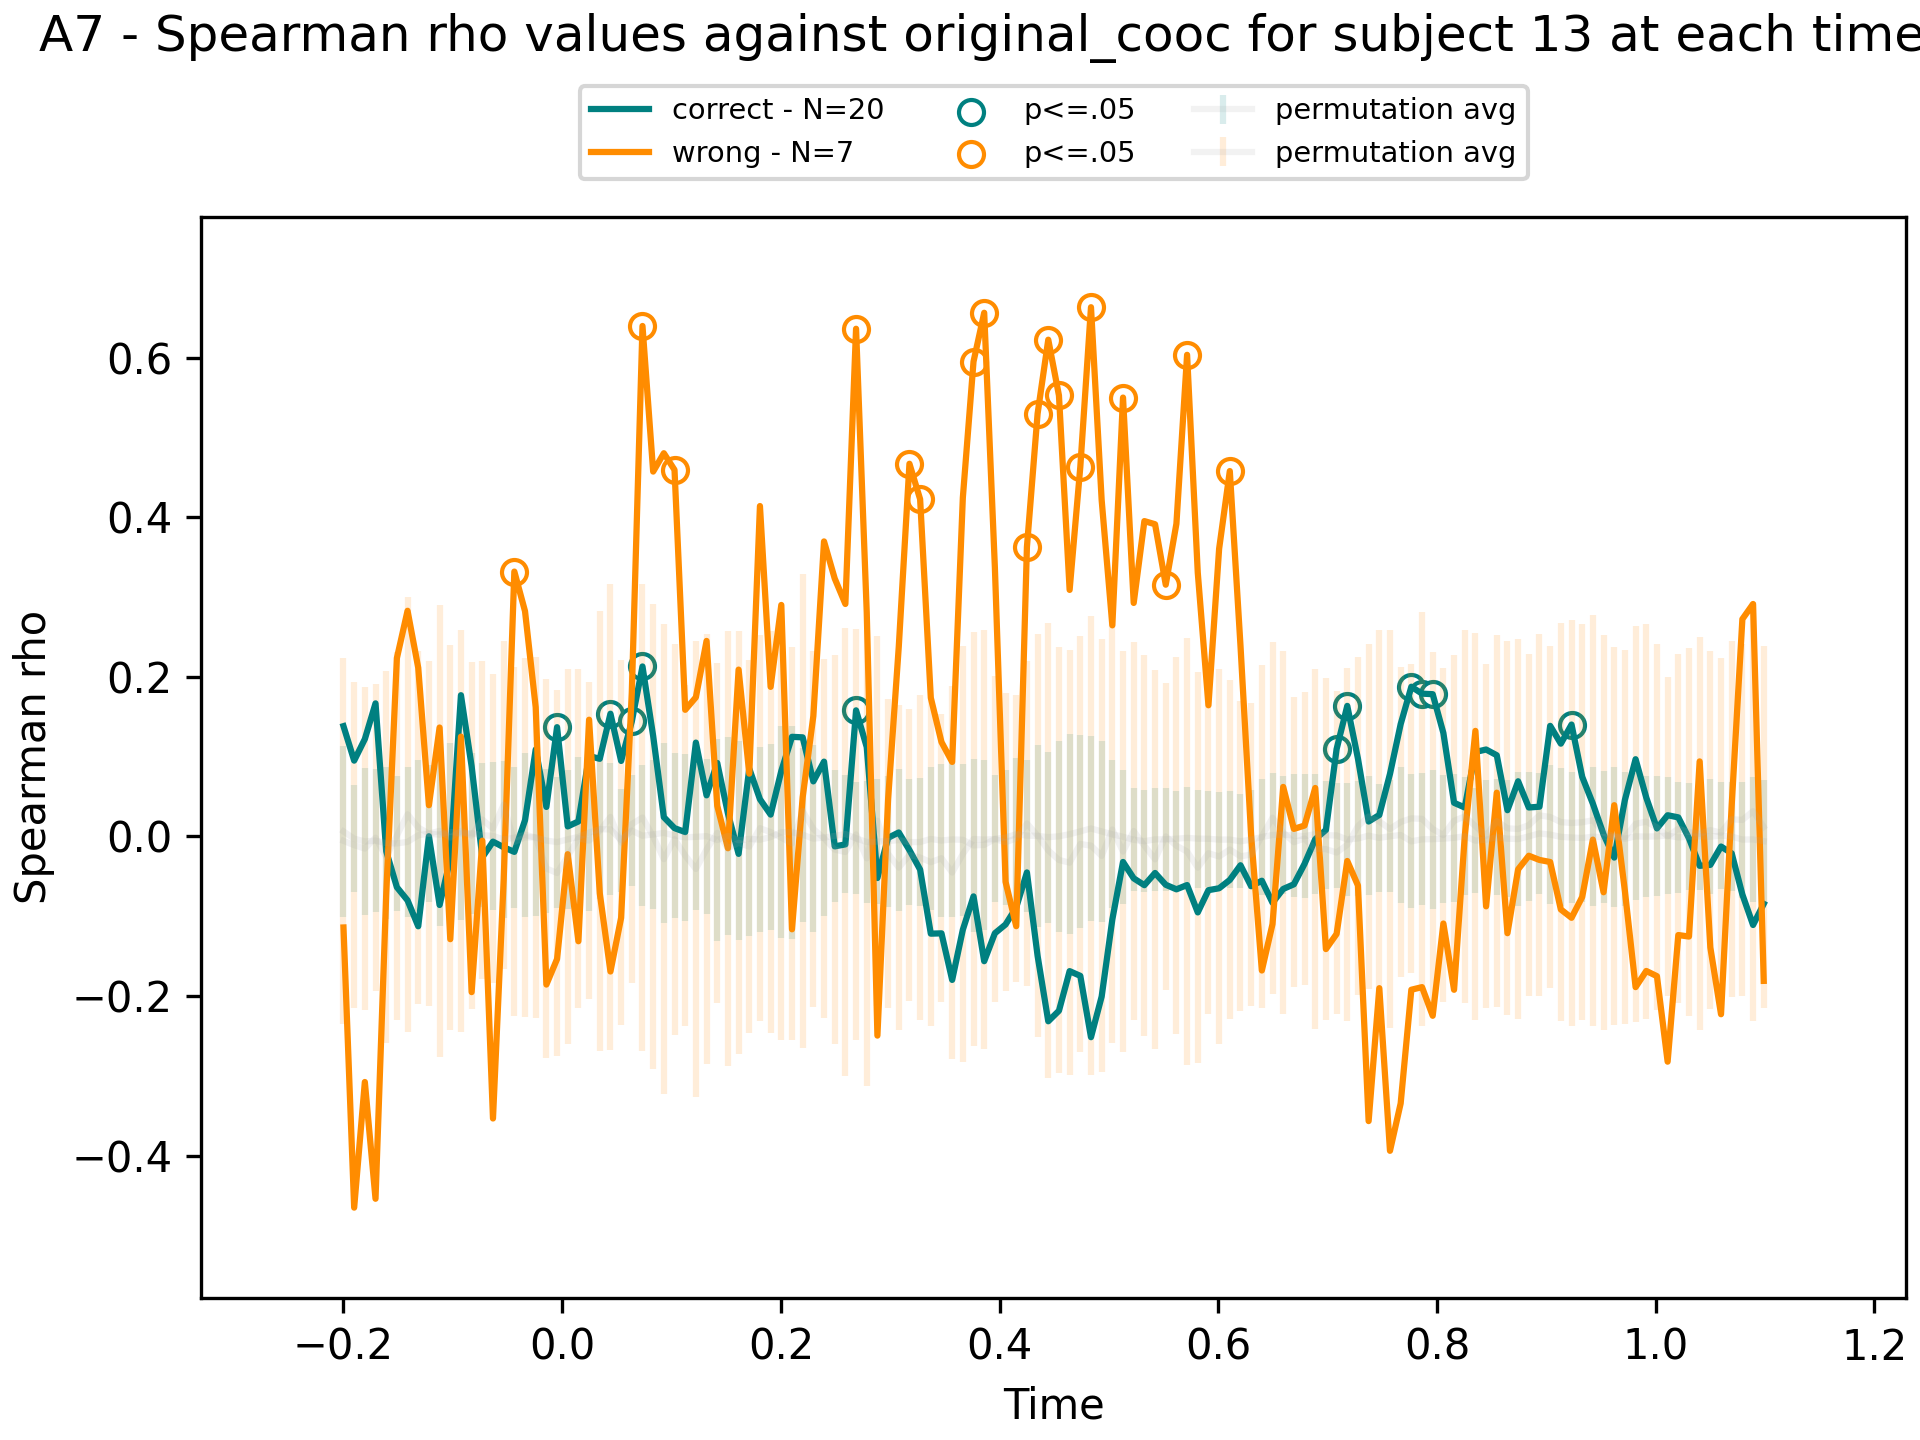 A7 - Spearman rho values against original_cooc for subject 13 at each time
correct - N=20
wrong - N=7
p<=.05
p<=.05
permutation avg
permutation avg
Spearman rho
0.6
0.4
0.2
0.0
−0.2
−0.4
−0.2 0.0 0.2 0.4 0.6 0.8 1.0 1.2
Time